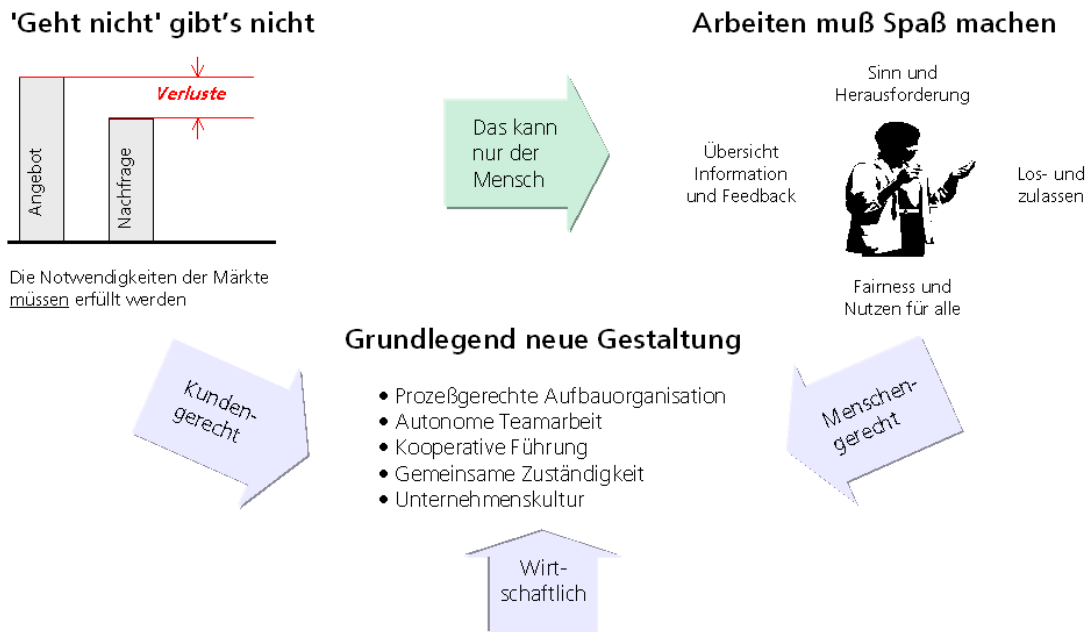 'Geht nicht' gibt's nicht
Verluste
Angebot
Nachfrage
Die Notwendigkeiten der Märkte
müssen erfüllt werden
Das kann
nur der
Mensch
Arbeiten muß Spaß machen
Sinn und
Herausforderung
Übersicht
Information
und Feedback
Los- und
zulassen
Fairness und
Nutzen für alle
Grundlegend neue Gestaltung
• Prozeßgerechte Aufbauorganisation
• Autonome Teamarbeit
• Kooperative Führung
• Gemeinsame Zuständigkeit
• Unternehmenskultur
Kunden-
gerecht
Menschen-
gerecht
Wirt-
schaftlich